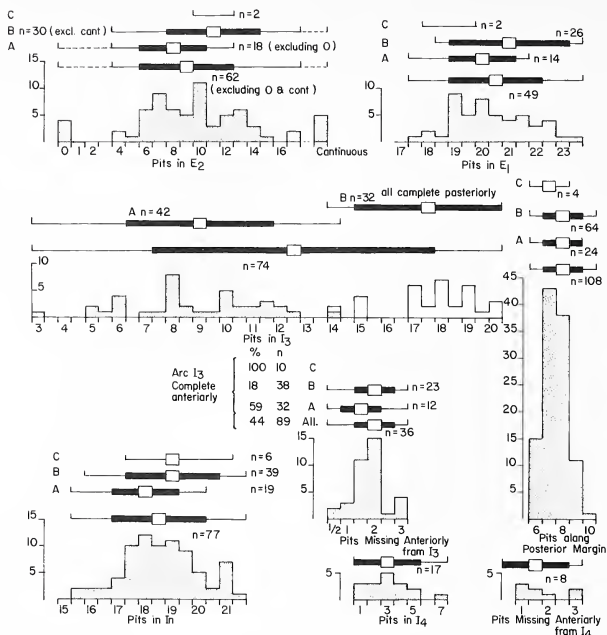 C n=2
B n=30 (excl. cont)
A n=18 (excluding O)
n=62
(excluding O & cont)
15
10
5
0 1 2 4 6 8 10 12 14 16 18 Continuous
Pits in E2
C n=2
B n=26
A n=14
n=49
10
5
17 18 19 20 21 22 23
Pits in E1
B n=32 all complete posteriorly
A n=42
n=74
10
5
3 4 5 6 7 8 9 10 11 12 13 14 15 16 17 18 19 20
Pits in I3
C n=4
B n=64
A n=24
n=108
45
40
35
30
25
20
15
10
5
6 8 10
Pits along
Posterior Margin
Arc I3
Complete
anteriorly
% n
100 10 C
18 38 B
59 32 A
44 89 All.
n=23
n=12
n=36
15
10
5
1/2 1 2 3
Pits Missing Anteriorly
from I3
C n=6
B n=39
A n=19
n=77
15
10
5
15 16 17 18 19 20 21
Pits in In
n=17
5
1 2 3 4 5 6 7
Pits in I4
n=8
5
1 2 3
Pits Missing Anteriorly
from I4